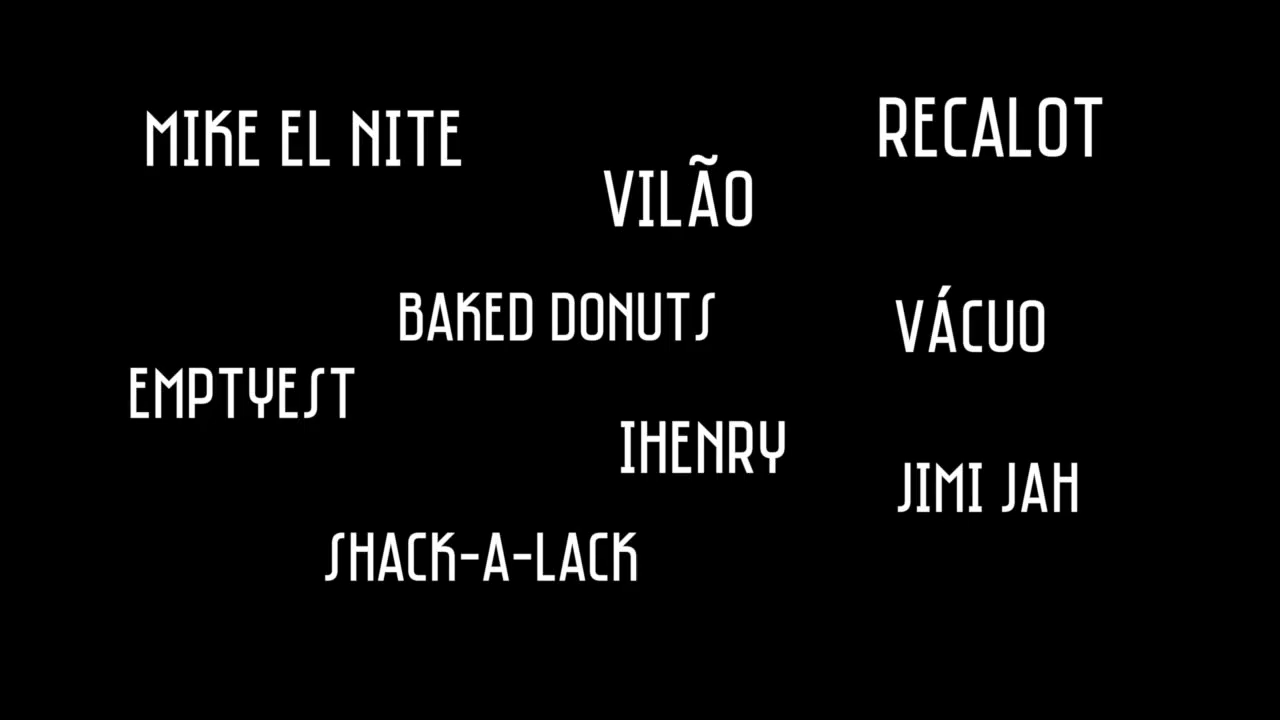 MIKE EL NITE
RECALOT
VILÃO
BAKED DONUTS
VÁCUO
EMPTYEST
IHENRY
JIMI JAH
SHACK-A-LACK